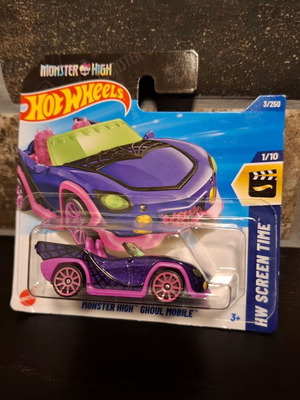 MONSTER HIGH
HOT WHEELS
3/250
1/10
HW SCREEN TIME
MONSTER HIGH GHOUL MOBILE
3+